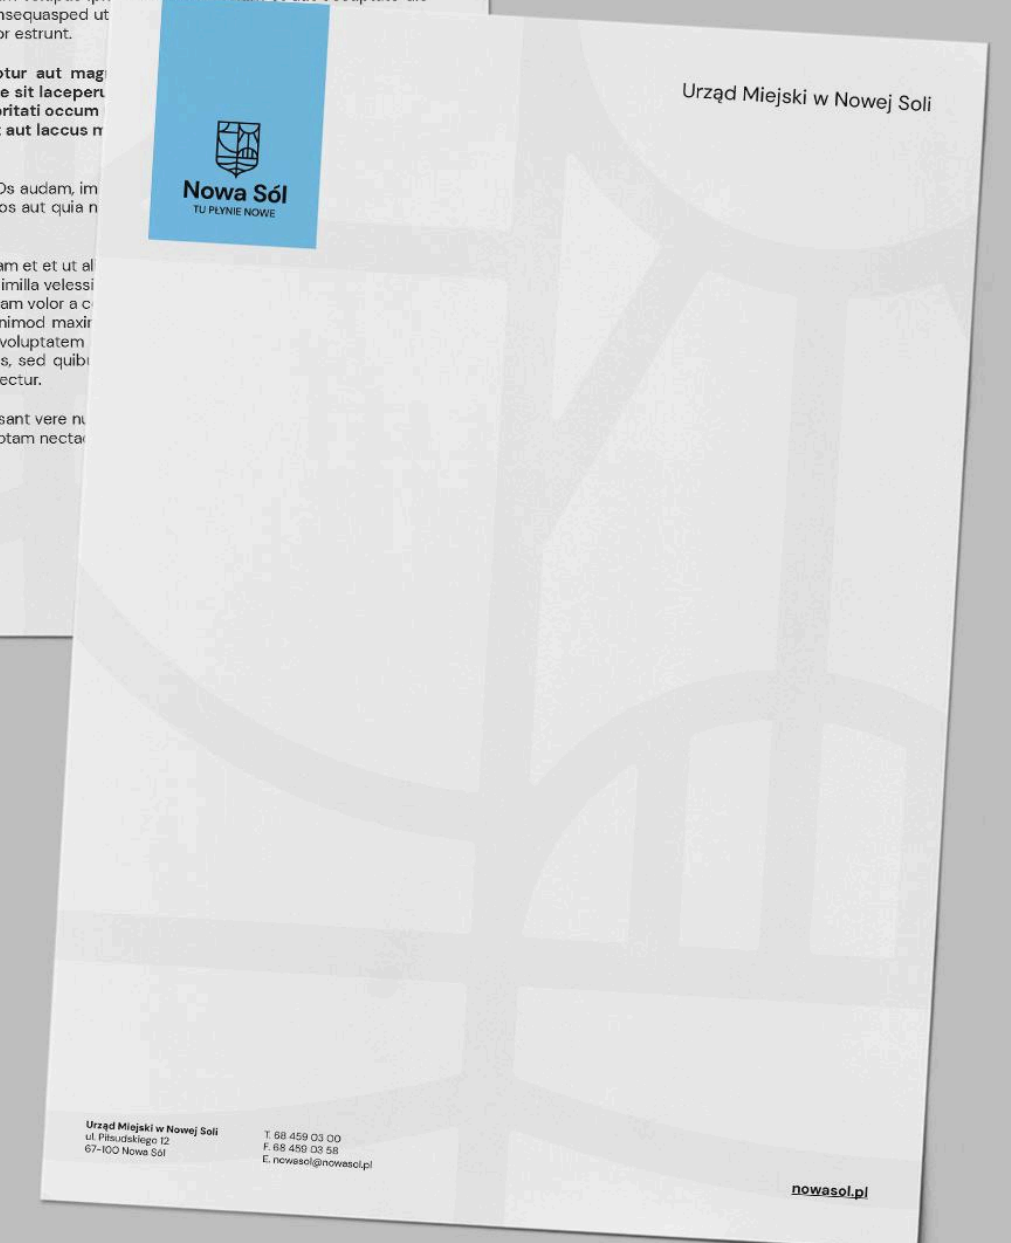 nsequasped ut
or estrunt.
ptur aut mag
e sit laceperu
oritati occum
t aut laccus m
Os audam, im
os aut quia n
am et et ut al
imilla velessi
am volor a c
nimod maxim
voluptatem
s, sed quibu
ectur.
sant vere nu
ptam necta
Nowa Sól
TU PŁYNIE NOWE
Urząd Miejski w Nowej Soli
Urząd Miejski w Nowej Soli
ul. Piłsudskiego 12
67-100 Nowa Sól
T. 68 459 03 00
F. 68 459 03 58
E. nowasol@nowasol.pl
nowasol.pl